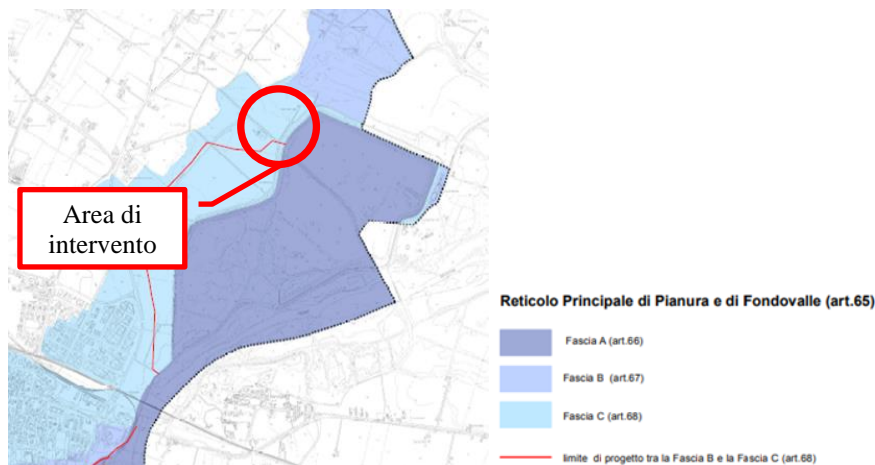 Area di
intervento
Reticolo Principale di Pianura e di Fondovalle (art.65)
Fascia A (art.66)
Fascia B (art.67)
Fascia C (art.68)
limite di progetto tra la Fascia B e la Fascia C (art.68)